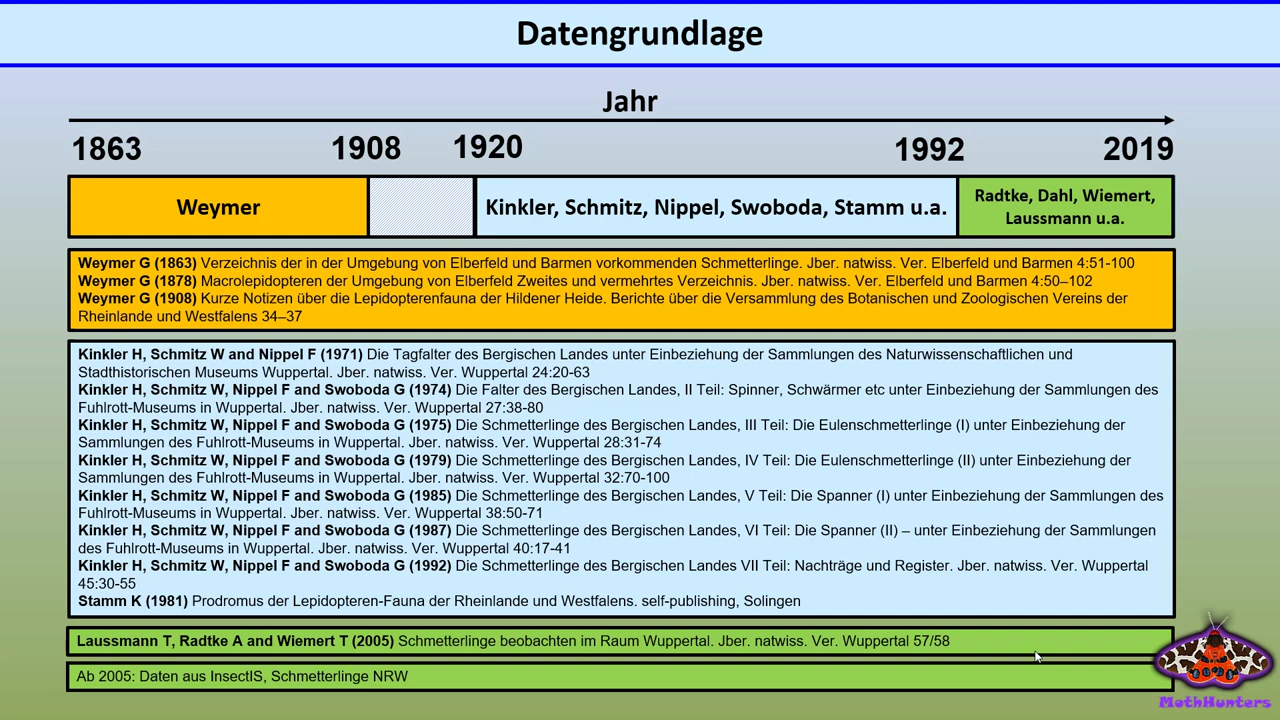 Datengrundlage
Jahr
1863 1908 1920 1992 2019
Weymer
Kinkler, Schmitz, Nippel, Swoboda, Stamm u.a.
Radtke, Dahl, Wiemert,
Laussmann u.a.
Weymer G (1863) Verzeichnis der in der Umgebung von Elberfeld und Barmen vorkommenden Schmetterlinge. Jber. natwiss. Ver. Elberfeld und Barmen 4:51-100
Weymer G (1878) Macrolepidopteren der Umgebung von Elberfeld Zweites und vermehrtes Verzeichnis. Jber. natwiss. Ver. Elberfeld und Barmen 4:50–102
Weymer G (1908) Kurze Notizen über die Lepidopterenfauna der Hildener Heide. Berichte über die Versammlung des Botanischen und Zoologischen Vereins der
Rheinlande und Westfalens 34–37
Kinkler H, Schmitz W and Nippel F (1971) Die Tagfalter des Bergischen Landes unter Einbeziehung der Sammlungen des Naturwissenschaftlichen und
Stadthistorischen Museums Wuppertal. Jber. natwiss. Ver. Wuppertal 24:20-63
Kinkler H, Schmitz W, Nippel F and Swoboda G (1974) Die Falter des Bergischen Landes, II Teil: Spinner, Schwärmer etc unter Einbeziehung der Sammlungen des
Fuhlrott-Museums in Wuppertal. Jber. natwiss. Ver. Wuppertal 27:38-80
Kinkler H, Schmitz W, Nippel F and Swoboda G (1975) Die Schmetterlinge des Bergischen Landes, III Teil: Die Eulenschmetterlinge (I) unter Einbeziehung der
Sammlungen des Fuhlrott-Museums in Wuppertal. Jber. natwiss. Ver. Wuppertal 28:31-74
Kinkler H, Schmitz W, Nippel F and Swoboda G (1979) Die Schmetterlinge des Bergischen Landes, IV Teil: Die Eulenschmetterlinge (II) unter Einbeziehung der
Sammlungen des Fuhlrott-Museums in Wuppertal. Jber. natwiss. Ver. Wuppertal 32:70-100
Kinkler H, Schmitz W, Nippel F and Swoboda G (1985) Die Schmetterlinge des Bergischen Landes, V Teil: Die Spanner (I) unter Einbeziehung der Sammlungen des
Fuhlrott-Museums in Wuppertal. Jber. natwiss. Ver. Wuppertal 38:50-71
Kinkler H, Schmitz W, Nippel F and Swoboda G (1987) Die Schmetterlinge des Bergischen Landes, VI Teil: Die Spanner (II) – unter Einbeziehung der Sammlungen
des Fuhlrott-Museums in Wuppertal. Jber. natwiss. Ver. Wuppertal 40:17-41
Kinkler H, Schmitz W, Nippel F and Swoboda G (1992) Die Schmetterlinge des Bergischen Landes VII Teil: Nachträge und Register. Jber. natwiss. Ver. Wuppertal
45:30-55
Stamm K (1981) Prodromus der Lepidopteren-Fauna der Rheinlande und Westfalens. self-publishing, Solingen
Laussmann T, Radtke A and Wiemert T (2005) Schmetterlinge beobachten im Raum Wuppertal. Jber. natwiss. Ver. Wuppertal 57/58
Ab 2005: Daten aus InsectIS, Schmetterlinge NRW
MothHunters